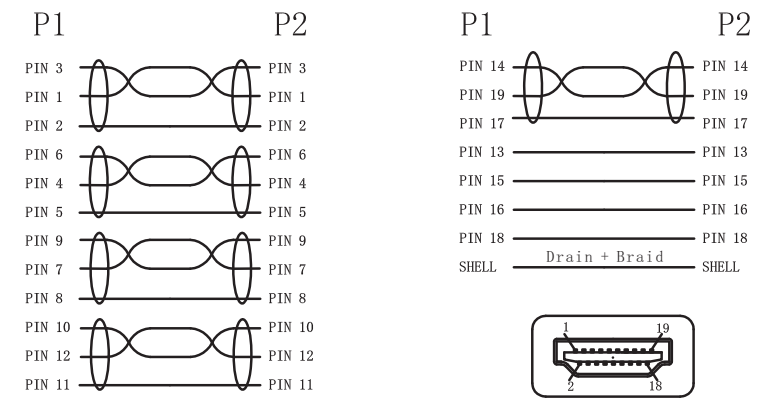 P1 P2
PIN 3 PIN 3
PIN 1 PIN 1
PIN 2 PIN 2
PIN 6 PIN 6
PIN 4 PIN 4
PIN 5 PIN 5
PIN 9 PIN 9
PIN 7 PIN 7
PIN 8 PIN 8
PIN 10 PIN 10
PIN 12 PIN 12
PIN 11 PIN 11
P1 P2
PIN 14 PIN 14
PIN 19 PIN 19
PIN 17 PIN 17
PIN 13 PIN 13
PIN 15 PIN 15
PIN 16 PIN 16
PIN 18 PIN 18
Drain + Braid
SHELL SHELL
1 19
2 18